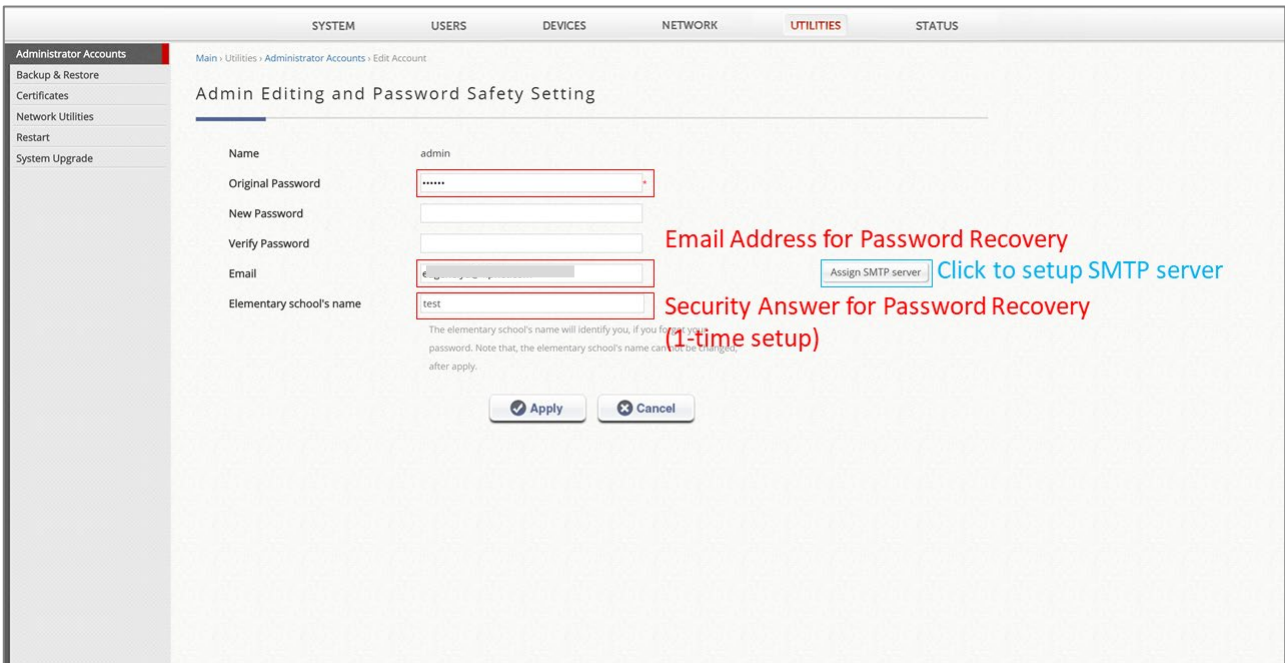 SYSTEM USERS DEVICES NETWORK UTILITIES STATUS
Administrator Accounts
Backup & Restore
Certificates
Network Utilities
Restart
System Upgrade
Main › Utilities › Administrator Accounts › Edit Account
Admin Editing and Password Safety Setting
Name admin
Original Password •••••• *
New Password
Verify Password
Email Address for Password Recovery
Email
Assign SMTP server Click to setup SMTP server
Elementary school's name test
Security Answer for Password Recovery
(1-time setup)
The elementary school's name will identify you, if you forget your
password. Note that, the elementary school's name can not be changed,
after apply.
Apply Cancel